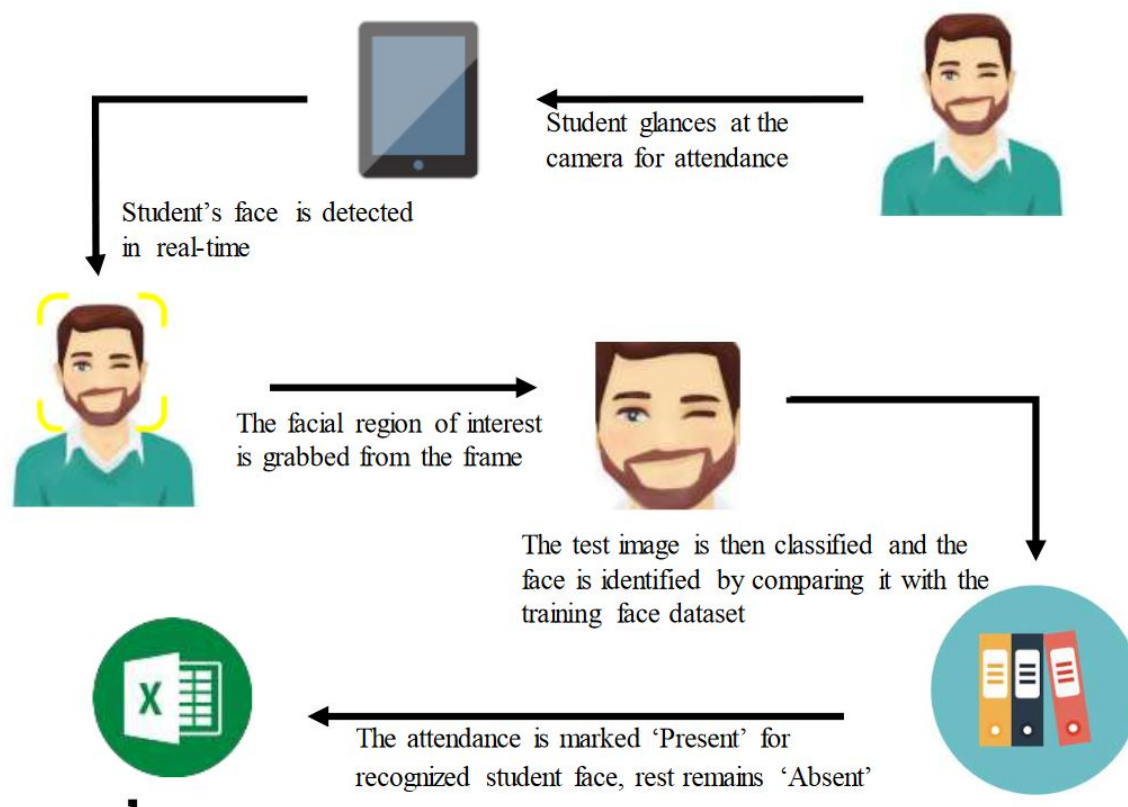 Student glances at the
camera for attendance
Student’s face is detected
in real-time
The facial region of interest
is grabbed from the frame
The test image is then classified and the
face is identified by comparing it with the
training face dataset
X
The attendance is marked ‘Present’ for
recognized student face, rest remains ‘Absent’